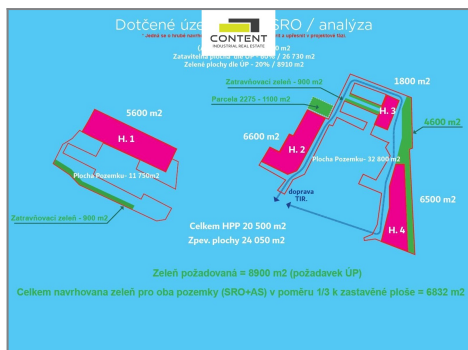 Dotčené úze SRO / analýza
CONTENT
INDUSTRIAL REAL ESTATE
Zatavitelná plocha dle ÚP - 60% / 26 730 m2
Zelené plochy dle ÚP - 20% / 8910 m2
Zatravňovací zeleň - 900 m2
1800 m2
Parcela 2275 - 1100 m2
5600 m2
H. 1
H. 3
4600 m2
6600 m2
H. 2
Plocha Pozemku- 32 800 m2
Plocha Pozemku- 11 750m2
doprava
TIR.
6500 m2
Zatravňovací zeleň - 900 m2
Celkem HPP 20 500 m2
Zpev. plochy 24 050 m2
H. 4
Zeleň požadovaná = 8900 m2 (požadavek ÚP)
Celkem navrhovaná zeleň pro oba pozemky (SRO+AS) v poměru 1/3 k zastavěné ploše = 6832 m2